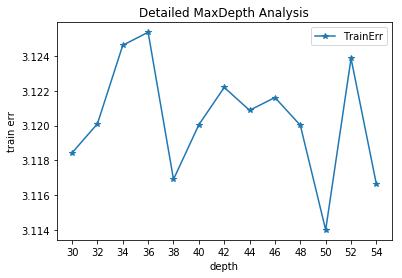 Detailed MaxDepth Analysis
TrainErr
3.124
3.122
3.120
3.118
3.116
3.114
train err
30 32 34 36 38 40 42 44 46 48 50 52 54
depth